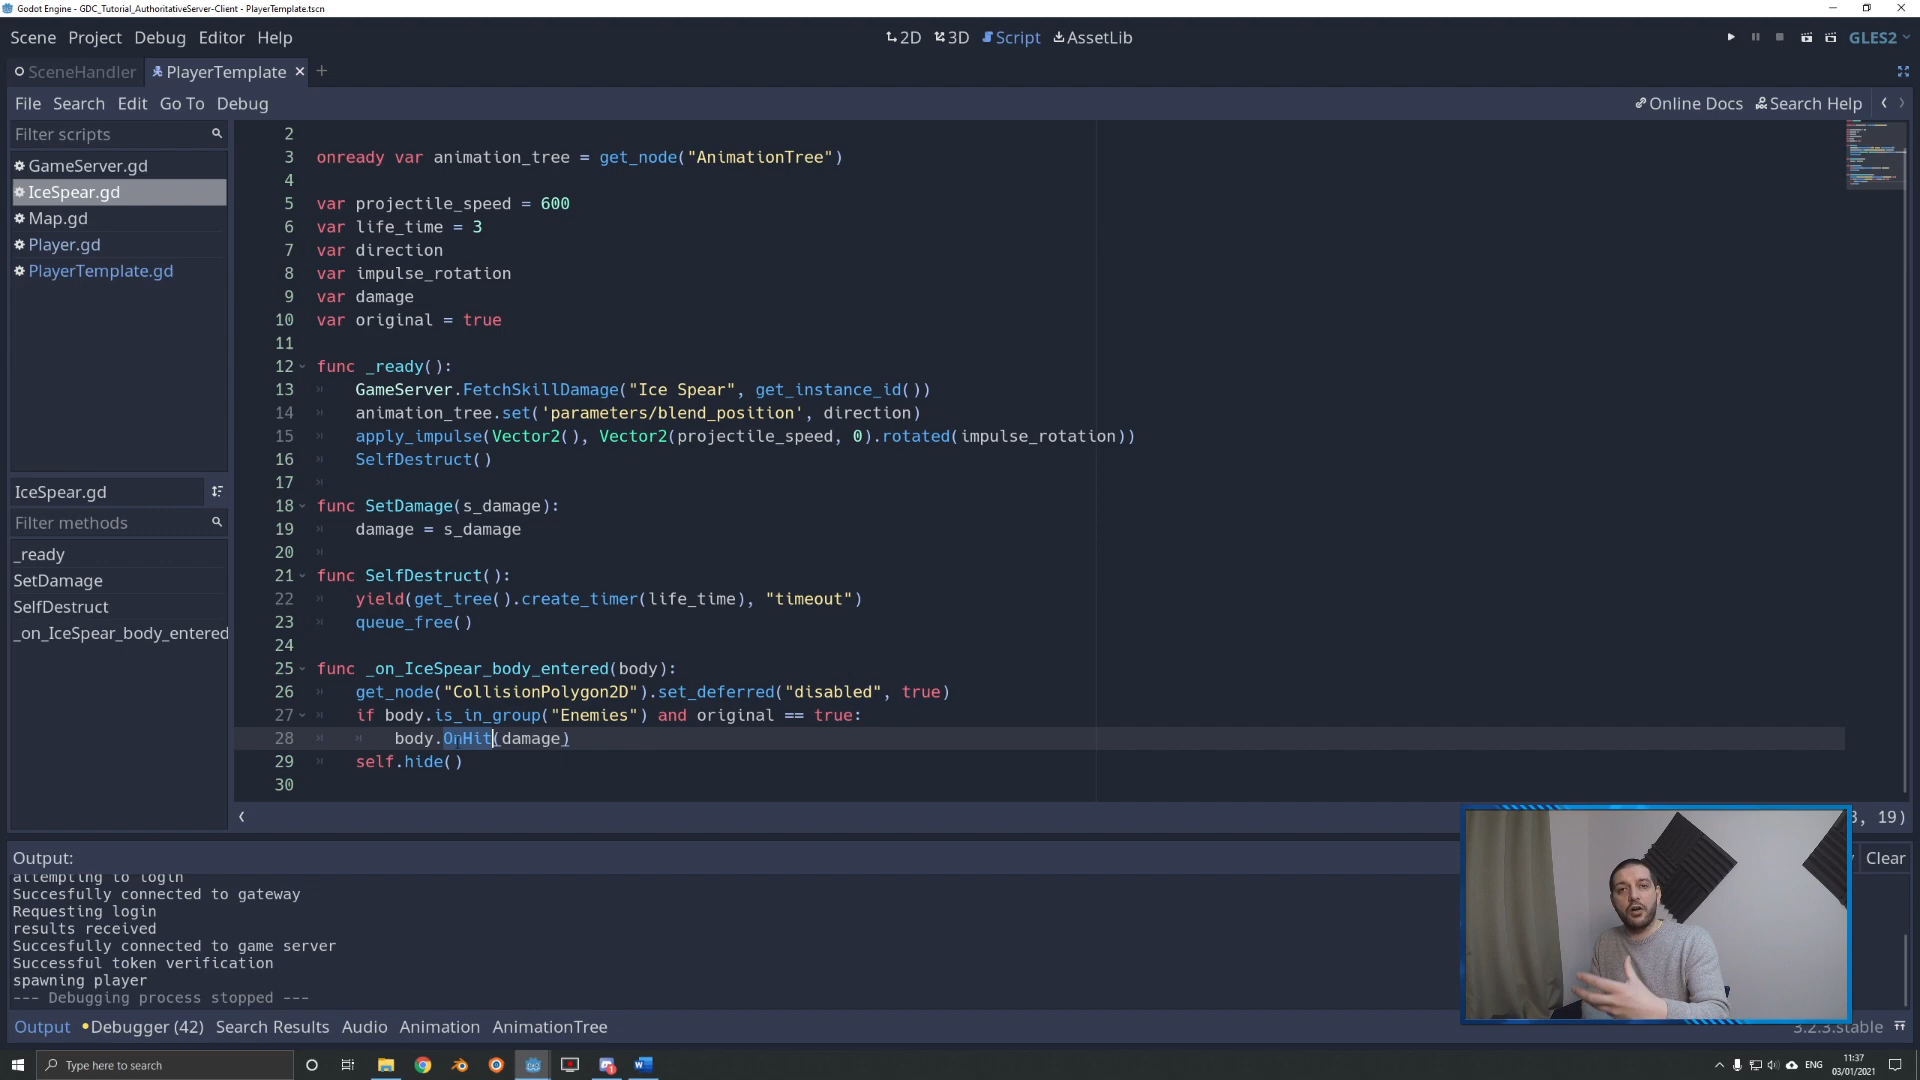 Godot Engine - GDC_Tutorial_AuthoritativeServer-Client - PlayerTemplate.tscn
Scene Project Debug Editor Help
2D 3D Script AssetLib
GLES2
SceneHandler PlayerTemplate
File Search Edit Go To Debug
Online Docs Search Help
Filter scripts
GameServer.gd
IceSpear.gd
Map.gd
Player.gd
PlayerTemplate.gd
IceSpear.gd
Filter methods
_ready
SetDamage
SelfDestruct
_on_IceSpear_body_entered
2
3 onready var animation_tree = get_node("AnimationTree")
4
5 var projectile_speed = 600
6 var life_time = 3
7 var direction
8 var impulse_rotation
9 var damage
10 var original = true
11
12 func _ready():
13 GameServer.FetchSkillDamage("Ice Spear", get_instance_id())
14 animation_tree.set('parameters/blend_position', direction)
15 apply_impulse(Vector2(), Vector2(projectile_speed, 0).rotated(impulse_rotation))
16 SelfDestruct()
17
18 func SetDamage(s_damage):
19 damage = s_damage
20
21 func SelfDestruct():
22 yield(get_tree().create_timer(life_time), "timeout")
23 queue_free()
24
25 func _on_IceSpear_body_entered(body):
26 get_node("CollisionPolygon2D").set_deferred("disabled", true)
27 if body.is_in_group("Enemies") and original == true:
28 body.OnHit(damage)
29 self.hide()
30
, 19)
Output:
Clear
attempting to login
Succesfully connected to gateway
Requesting login
results received
Succesfully connected to game server
Successful token verification
spawning player
--- Debugging process stopped ---
Output Debugger (42) Search Results Audio Animation AnimationTree
3.2.3.stable
Type here to search
ENG
11:37
03/01/2021